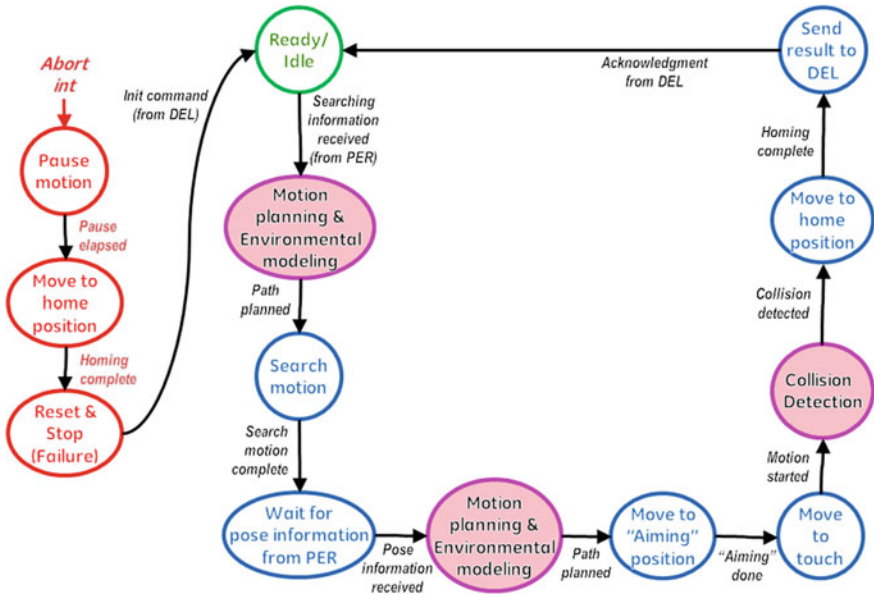 Abort
int
Pause
motion
Pause
elapsed
Move to
home
position
Homing
complete
Reset &
Stop
(Failure)
Init command
(from DEL)
Ready/
Idle
Searching
information
received
(from PER)
Motion
planning &
Environmental
modeling
Path
planned
Search
motion
Search
motion
complete
Wait for
pose information
from PER
Pose
information
received
Motion
planning &
Environmental
modeling
Path
planned
Move to
“Aiming”
position
“Aiming”
done
Move
to
touch
Motion
started
Collision
Detection
Collision
detected
Move to
home
position
Homing
complete
Send
result to
DEL
Acknowledgment
from DEL